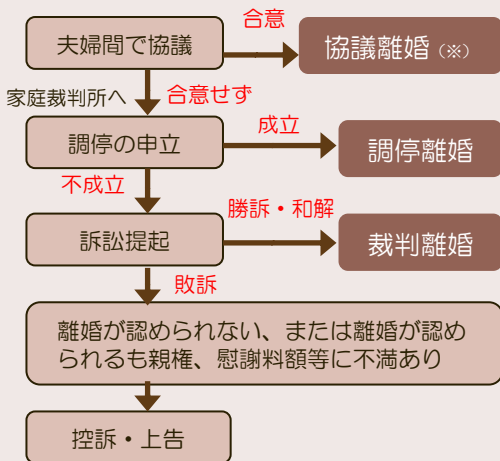 合意
夫婦間で協議
協議離婚（※）
家庭裁判所へ
合意せず
調停の申立
成立
調停離婚
不成立
訴訟提起
勝訴・和解
裁判離婚
敗訴
離婚が認められない、または離婚が認め
られるも親権、慰謝料額等に不満あり
控訴・上告